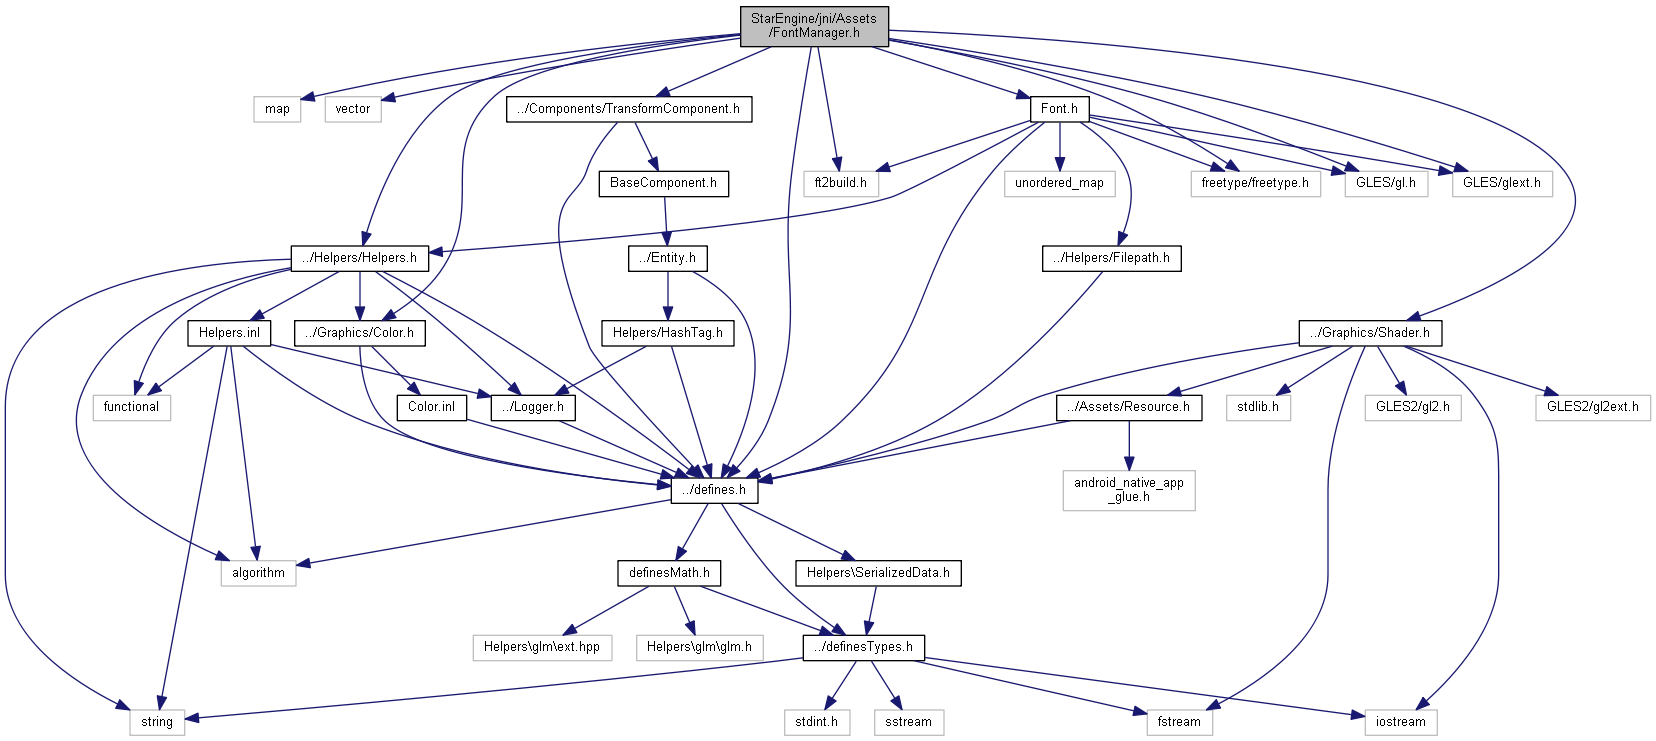 StarEngine/jni/Assets
/FontManager.h
map
vector
../Components/TransformComponent.h
Font.h
BaseComponent.h
ft2build.h
unordered_map
freetype/freetype.h
GLES/gl.h
GLES/glext.h
../Helpers/Helpers.h
../Entity.h
../Helpers/Filepath.h
Helpers.inl
../Graphics/Color.h
Helpers/HashTag.h
../Graphics/Shader.h
functional
Color.inl
../Logger.h
../Assets/Resource.h
stdlib.h
GLES2/gl2.h
GLES2/gl2ext.h
../defines.h
android_native_app
_glue.h
algorithm
definesMath.h
Helpers\SerializedData.h
Helpers\glm\ext.hpp
Helpers\glm\glm.h
../definesTypes.h
string
stdint.h
sstream
fstream
iostream